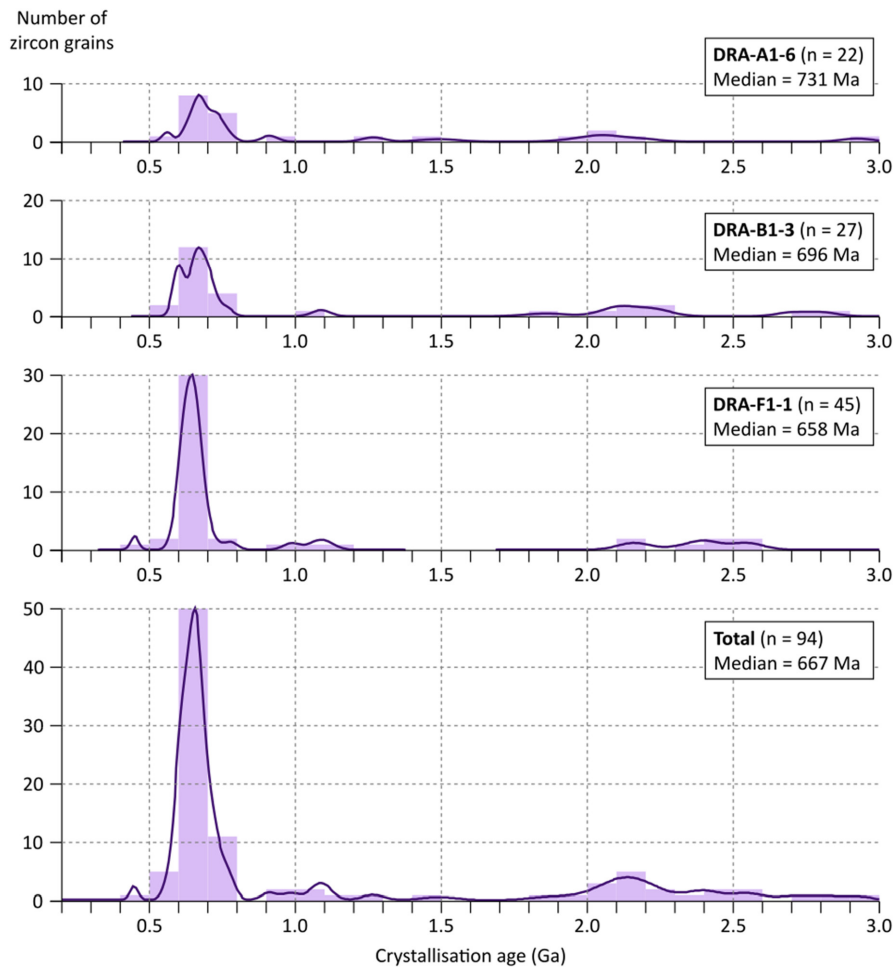 Number of
zircon grains
DRA-A1-6 (n = 22)
Median = 731 Ma
10
0
0.5 1.0 1.5 2.0 2.5 3.0
20
DRA-B1-3 (n = 27)
Median = 696 Ma
10
0
0.5 1.0 1.5 2.0 2.5 3.0
30
DRA-F1-1 (n = 45)
Median = 658 Ma
20
10
0
0.5 1.0 1.5 2.0 2.5 3.0
50
Total (n = 94)
Median = 667 Ma
40
30
20
10
0
0.5 1.0 1.5 2.0 2.5 3.0
Crystallisation age (Ga)